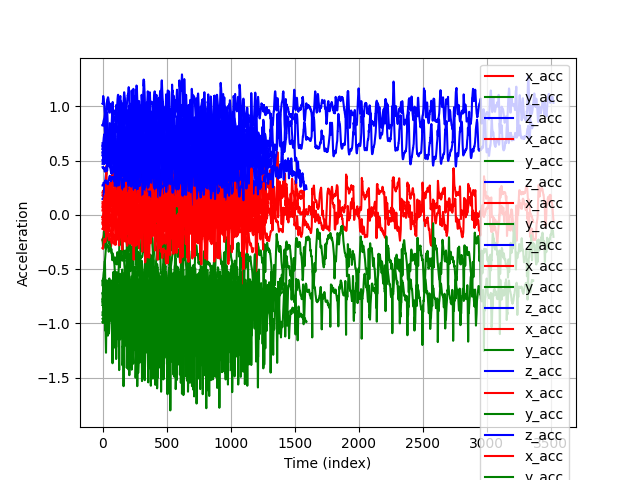 1.0
0.5
0.0
−0.5
−1.0
−1.5
0
500
1000
1500
2000
2500
3000
3500
Acceleration
Time (index)
x_acc
y_acc
z_acc
x_acc
y_acc
z_acc
x_acc
y_acc
z_acc
x_acc
y_acc
z_acc
x_acc
y_acc
z_acc
x_acc
y_acc
z_acc
x_acc
y_acc